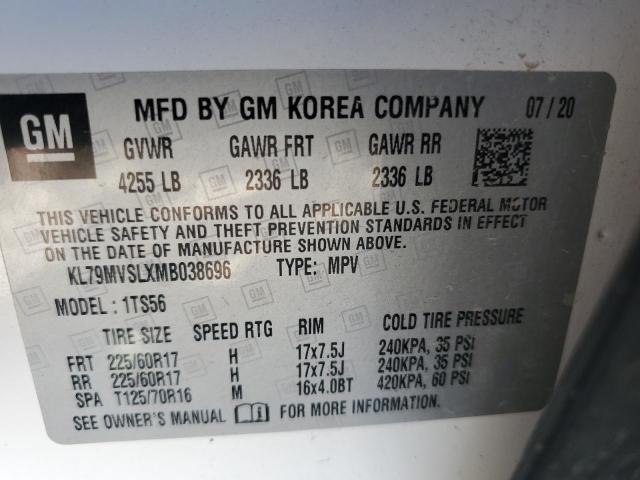 GM MFD BY GM KOREA COMPANY 07/20
GVWR GAWR FRT GAWR RR
4255 LB 2336 LB 2336 LB
THIS VEHICLE CONFORMS TO ALL APPLICABLE U.S. FEDERAL MOTOR
VEHICLE SAFETY AND THEFT PREVENTION STANDARDS IN EFFECT
ON THE DATE OF MANUFACTURE SHOWN ABOVE.
KL79MVSLXMB038696 TYPE: MPV
MODEL: 1TS56
TIRE SIZE SPEED RTG RIM COLD TIRE PRESSURE
FRT 225/60R17 H 17x7.5J 240KPA, 35 PSI
RR 225/60R17 H 17x7.5J 240KPA, 35 PSI
SPA T125/70R16 M 16x4.0BT 420KPA, 60 PSI
SEE OWNER'S MANUAL FOR MORE INFORMATION.